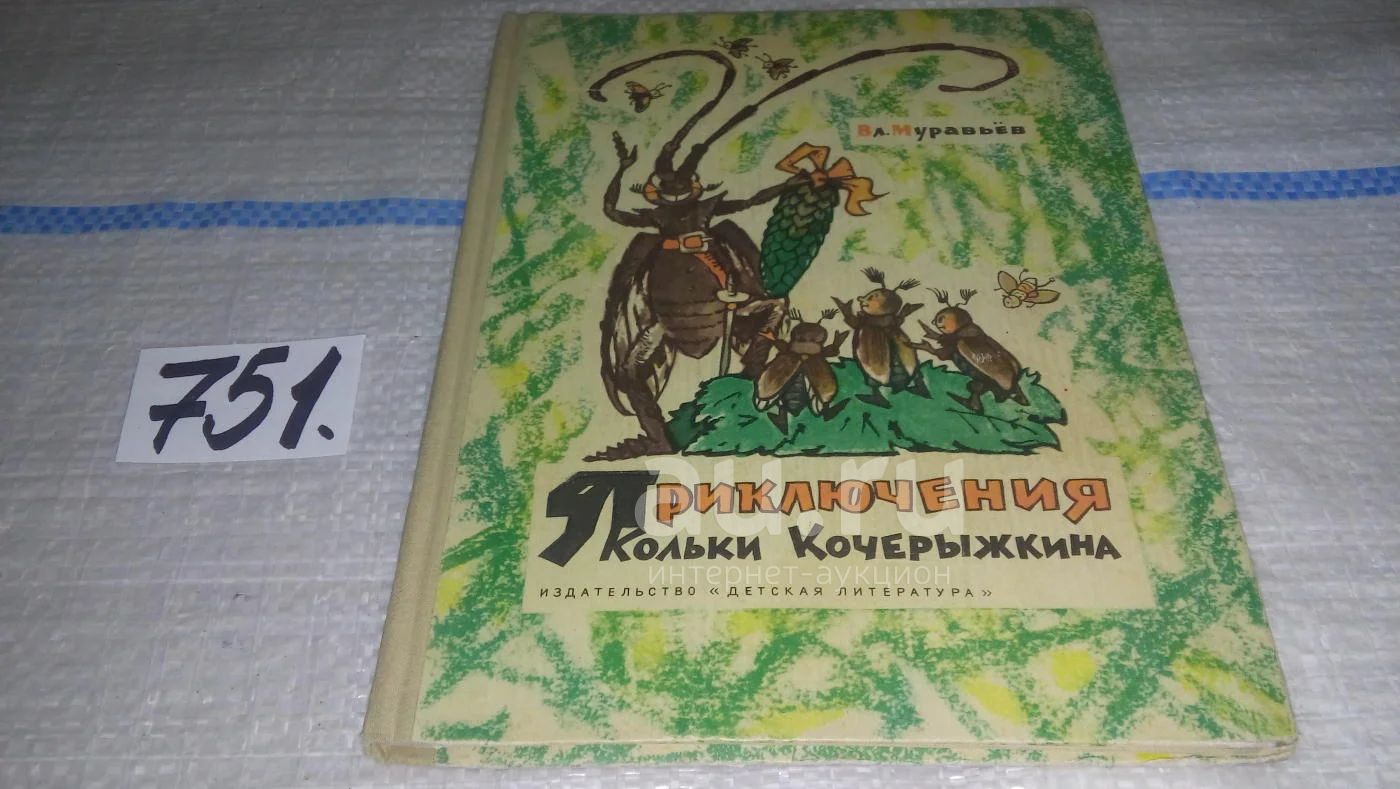 Вл. Муравьёв
751.
Приключения
Кольки Кочерыжкина
издательство «детская литература»
au.ru
интернет-аукцион